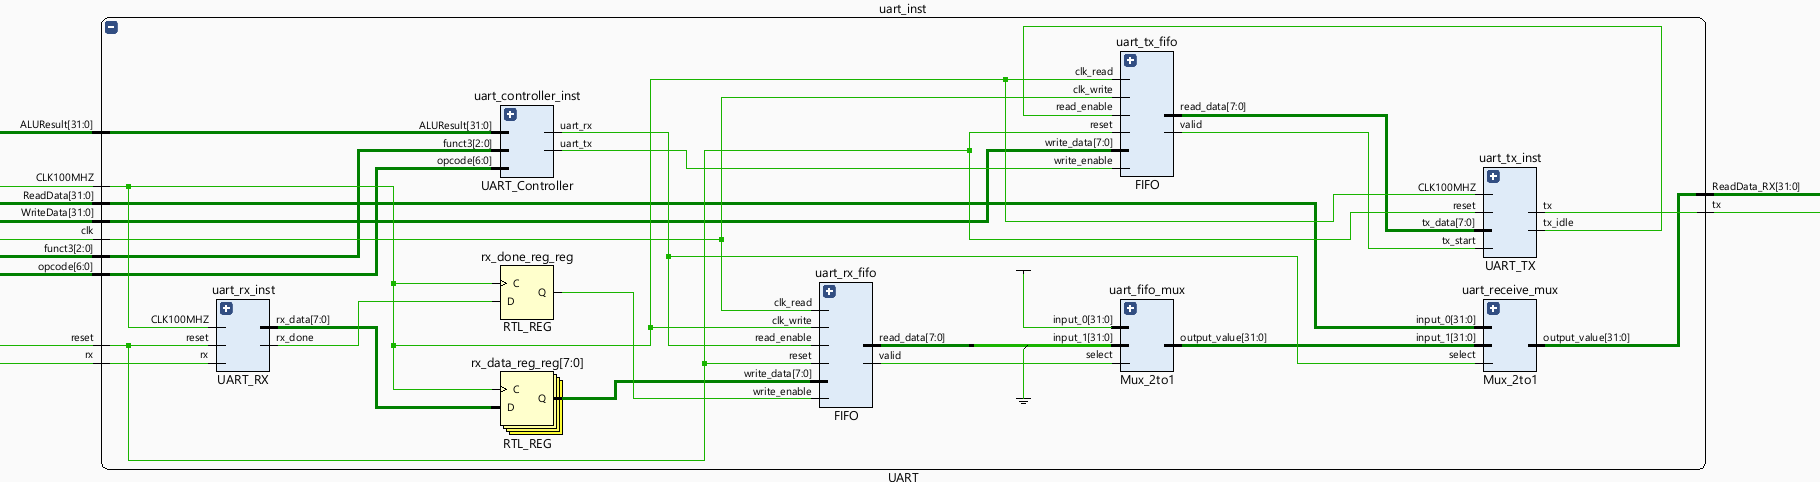 uart_inst
ALUResult[31:0]
CLK100MHZ
ReadData[31:0]
WriteData[31:0]
clk
funct3[2:0]
opcode[6:0]
reset
rx
uart_controller_inst
ALUResult[31:0]
funct3[2:0]
opcode[6:0]
uart_rx
uart_tx
UART_Controller
uart_rx_inst
CLK100MHZ
reset
rx
rx_data[7:0]
rx_done
UART_RX
rx_done_reg_reg
C
D
Q
RTL_REG
rx_data_reg_reg[7:0]
C
D
Q
RTL_REG
uart_rx_fifo
clk_read
clk_write
read_enable
reset
write_data[7:0]
write_enable
read_data[7:0]
valid
FIFO
uart_tx_fifo
clk_read
clk_write
read_enable
reset
write_data[7:0]
write_enable
read_data[7:0]
valid
FIFO
uart_fifo_mux
input_0[31:0]
input_1[31:0]
select
output_value[31:0]
Mux_2to1
uart_tx_inst
CLK100MHZ
reset
tx_data[7:0]
tx_start
tx
tx_idle
UART_TX
uart_receive_mux
input_0[31:0]
input_1[31:0]
select
output_value[31:0]
Mux_2to1
ReadData_RX[31:0]
tx
UART